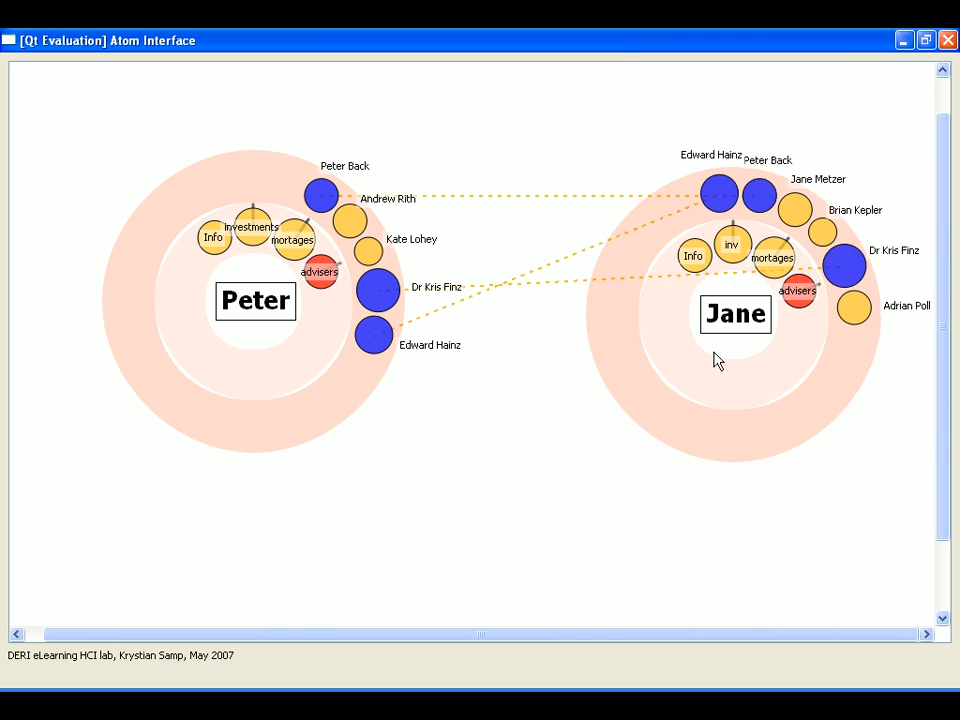 [Qt Evaluation] Atom Interface
Peter Back
Andrew Rith
Kate Lohey
Dr Kris Finz
Edward Hainz
Info
investments
mortages
advisers
Peter
Edward Hainz
Peter Back
Jane Metzer
Brian Kepler
Dr Kris Finz
Adrian Poll
Info
inv
mortages
advisers
Jane
DERI eLearning HCI lab, Krystian Samp, May 2007